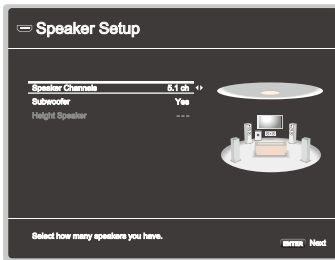 Speaker Setup
Speaker Channels 5.1 ch
Subwoofer Yes
Height Speaker ---
Select how many speakers you have.
ENTER Next